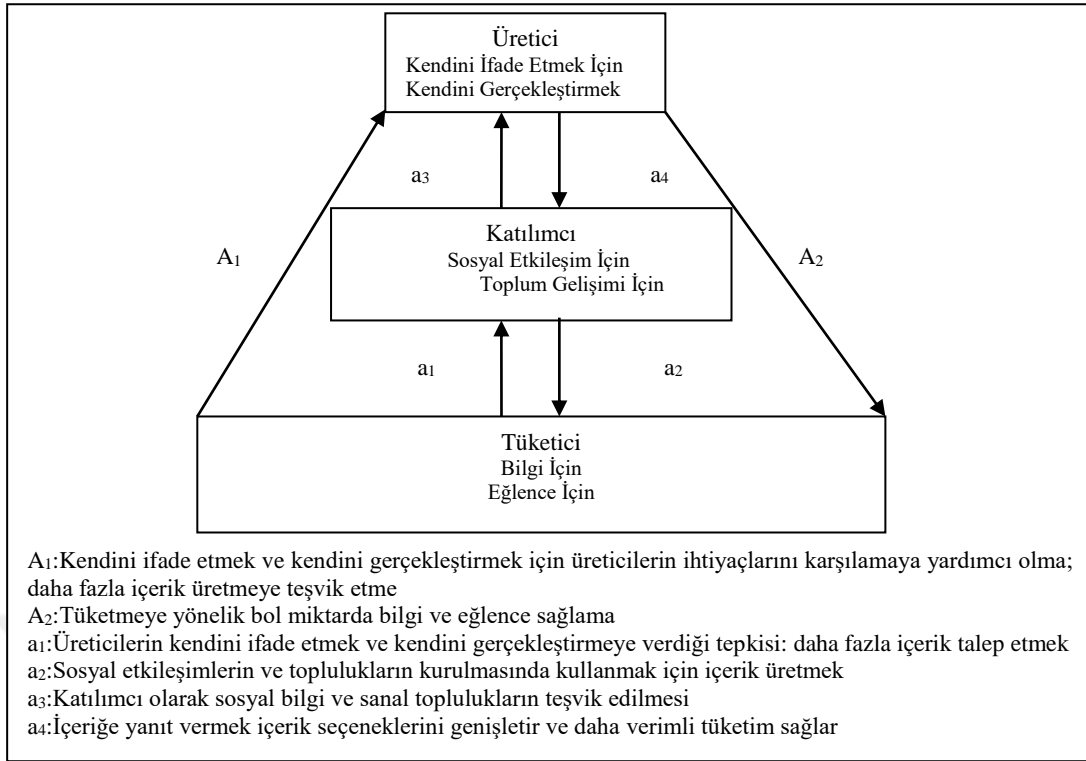 Üretici
Kendini İfade Etmek İçin
Kendini Gerçekleştirmek
a3
a4
Katılımcı
Sosyal Etkileşim İçin
Toplum Gelişimi İçin
A1
A2
a1
a2
Tüketici
Bilgi İçin
Eğlence İçin
A1:Kendini ifade etmek ve kendini gerçekleştirmek için üreticilerin ihtiyaçlarını karşılamaya yardımcı olma;
daha fazla içerik üretmeye teşvik etme
A2:Tüketmeye yönelik bol miktarda bilgi ve eğlence sağlama
a1:Üreticilerin kendini ifade etmek ve kendini gerçekleştirmeye verdiği tepkisi: daha fazla içerik talep etmek
a2:Sosyal etkileşimlerin ve toplulukların kurulmasında kullanmak için içerik üretmek
a3:Katılımcı olarak sosyal bilgi ve sanal toplulukların teşvik edilmesi
a4:İçeriğe yanıt vermek içerik seçeneklerini genişletir ve daha verimli tüketim sağlar